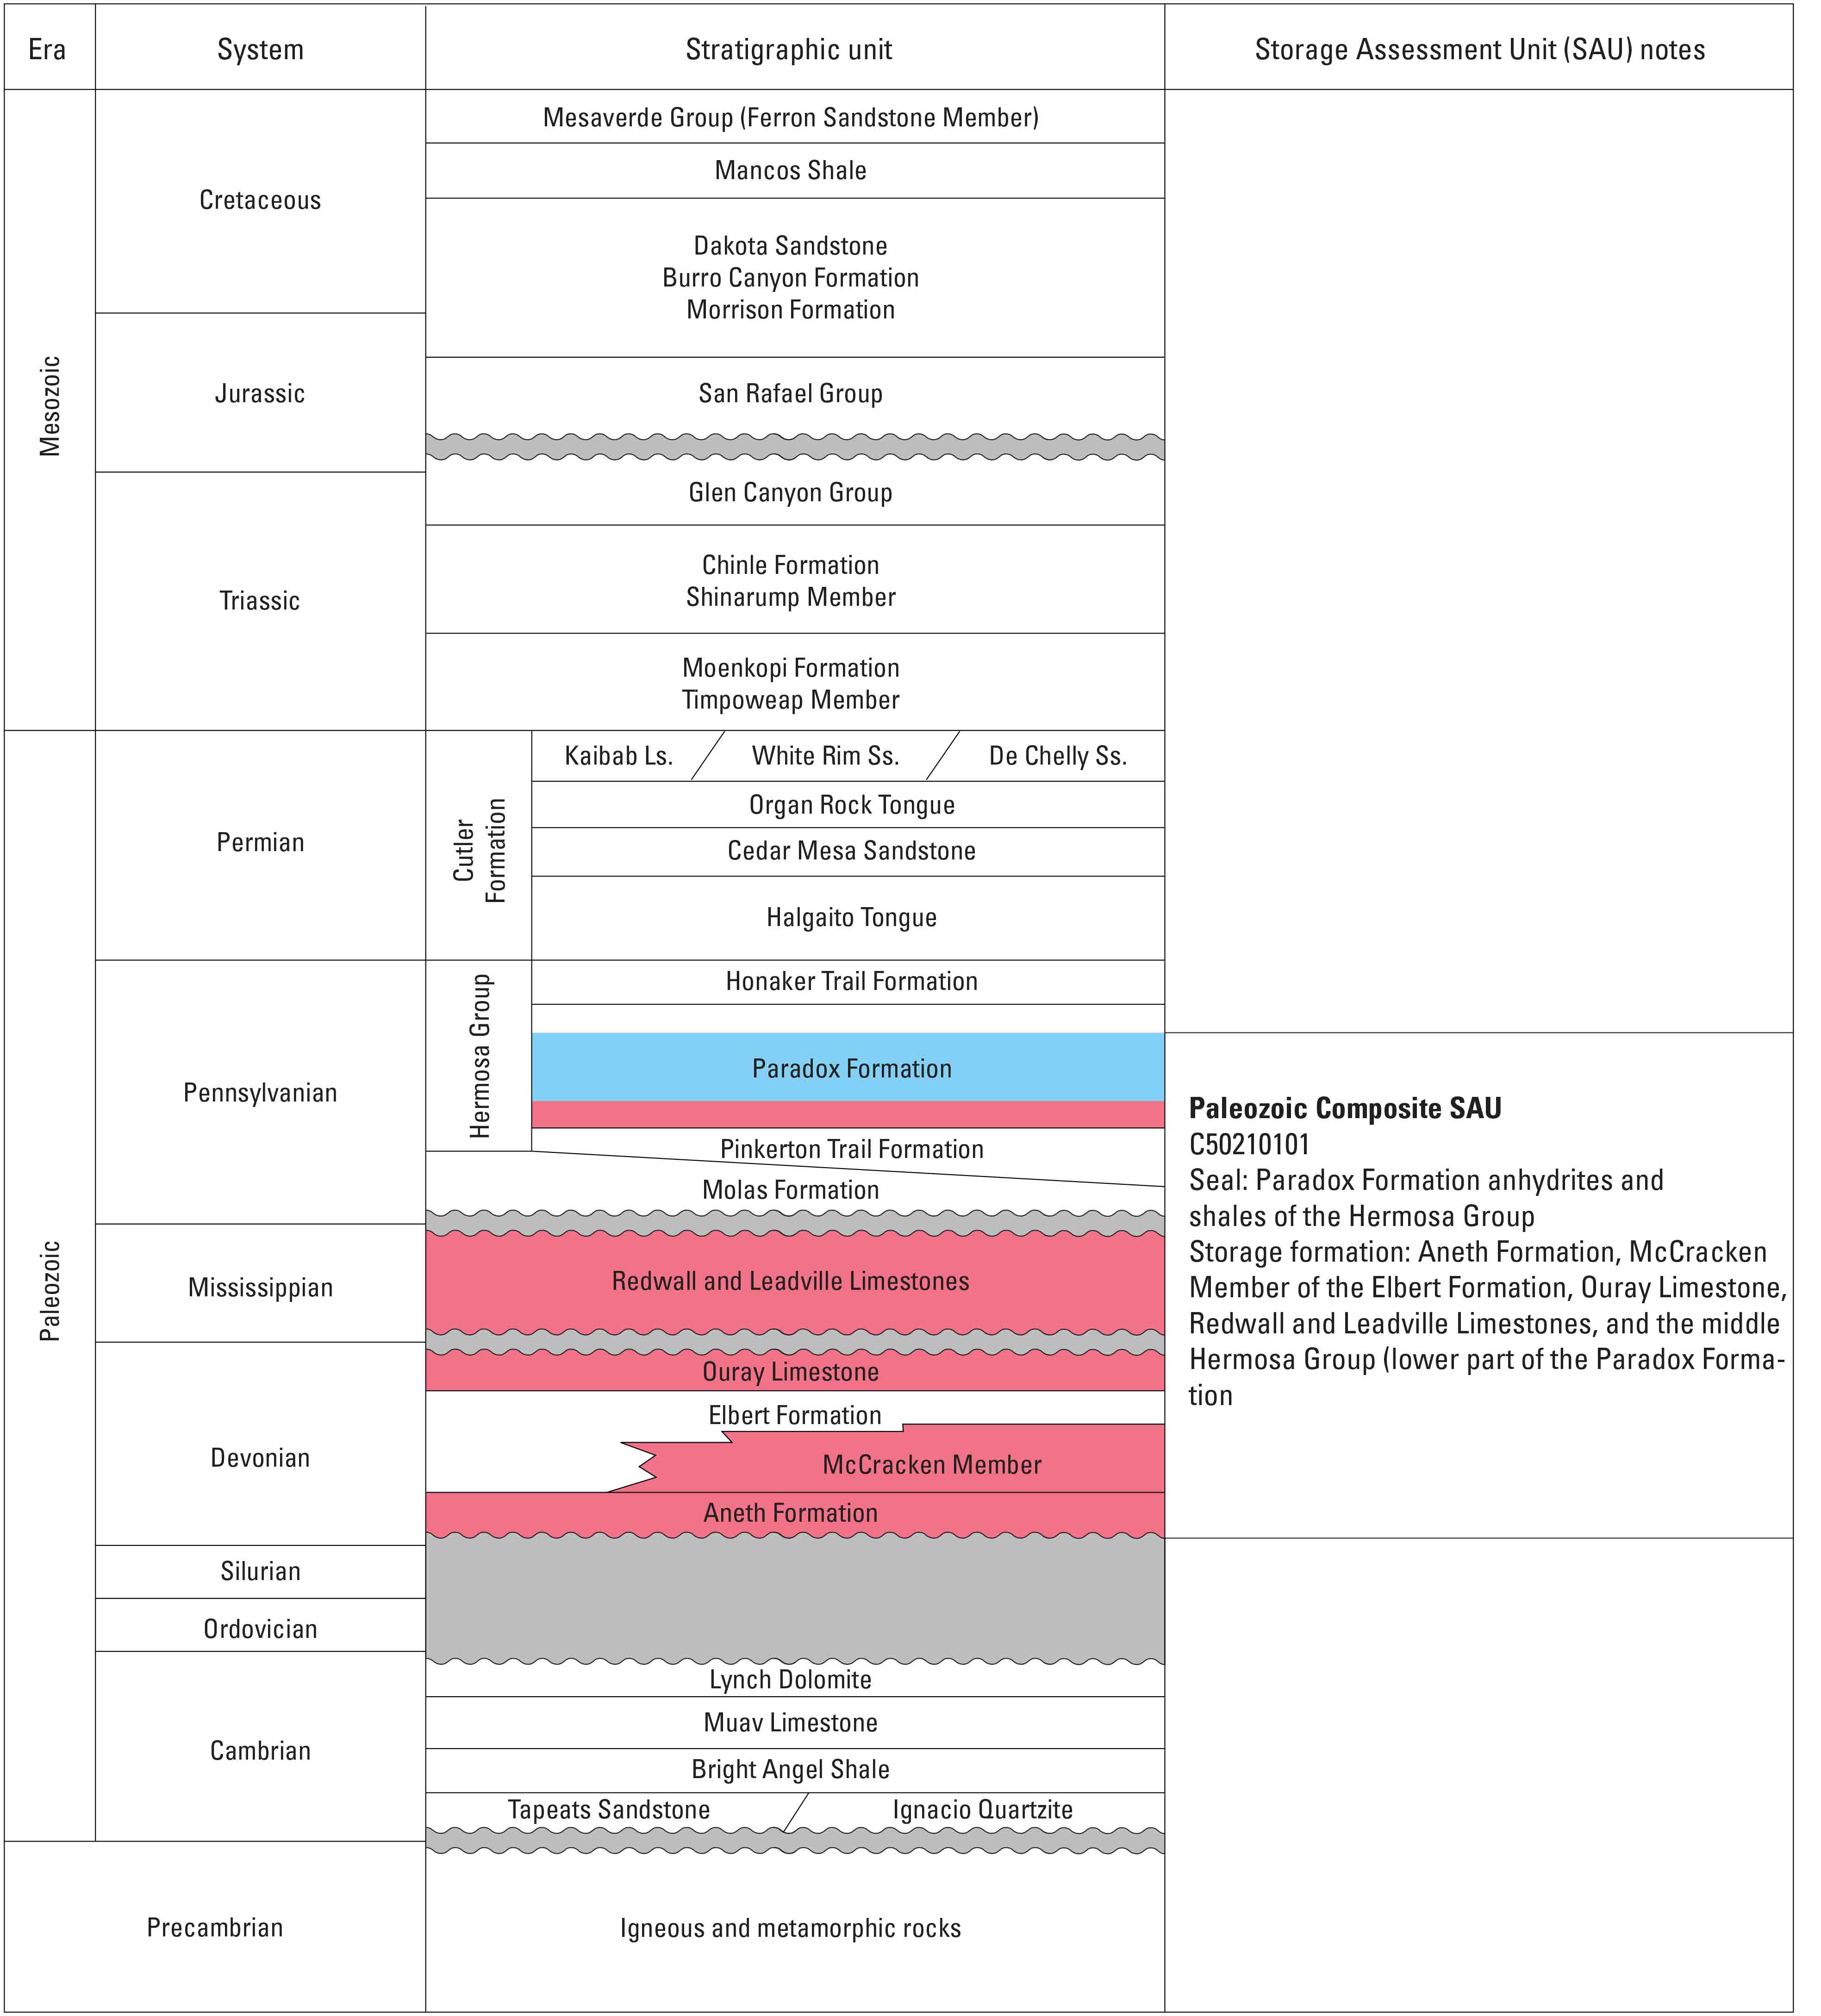 Era
System
Stratigraphic unit
Storage Assessment Unit (SAU) notes
Mesozoic
Cretaceous
Mesaverde Group (Ferron Sandstone Member)
Mancos Shale
Dakota Sandstone
Burro Canyon Formation
Morrison Formation
Jurassic
San Rafael Group
Triassic
Glen Canyon Group
Chinle Formation
Shinarump Member
Moenkopi Formation
Timpoweap Member
Paleozoic
Permian
Cutler
Formation
Kaibab Ls.
White Rim Ss.
De Chelly Ss.
Organ Rock Tongue
Cedar Mesa Sandstone
Halgaito Tongue
Pennsylvanian
Hermosa Group
Honaker Trail Formation
Paradox Formation
Pinkerton Trail Formation
Molas Formation
Paleozoic Composite SAU
C50210101
Seal: Paradox Formation anhydrites and
shales of the Hermosa Group
Storage formation: Aneth Formation, McCracken
Member of the Elbert Formation, Ouray Limestone,
Redwall and Leadville Limestones, and the middle
Hermosa Group (lower part of the Paradox Forma-
tion
Mississippian
Redwall and Leadville Limestones
Devonian
Ouray Limestone
Elbert Formation
McCracken Member
Aneth Formation
Silurian
Ordovician
Cambrian
Lynch Dolomite
Muav Limestone
Bright Angel Shale
Tapeats Sandstone
Ignacio Quartzite
Precambrian
Igneous and metamorphic rocks